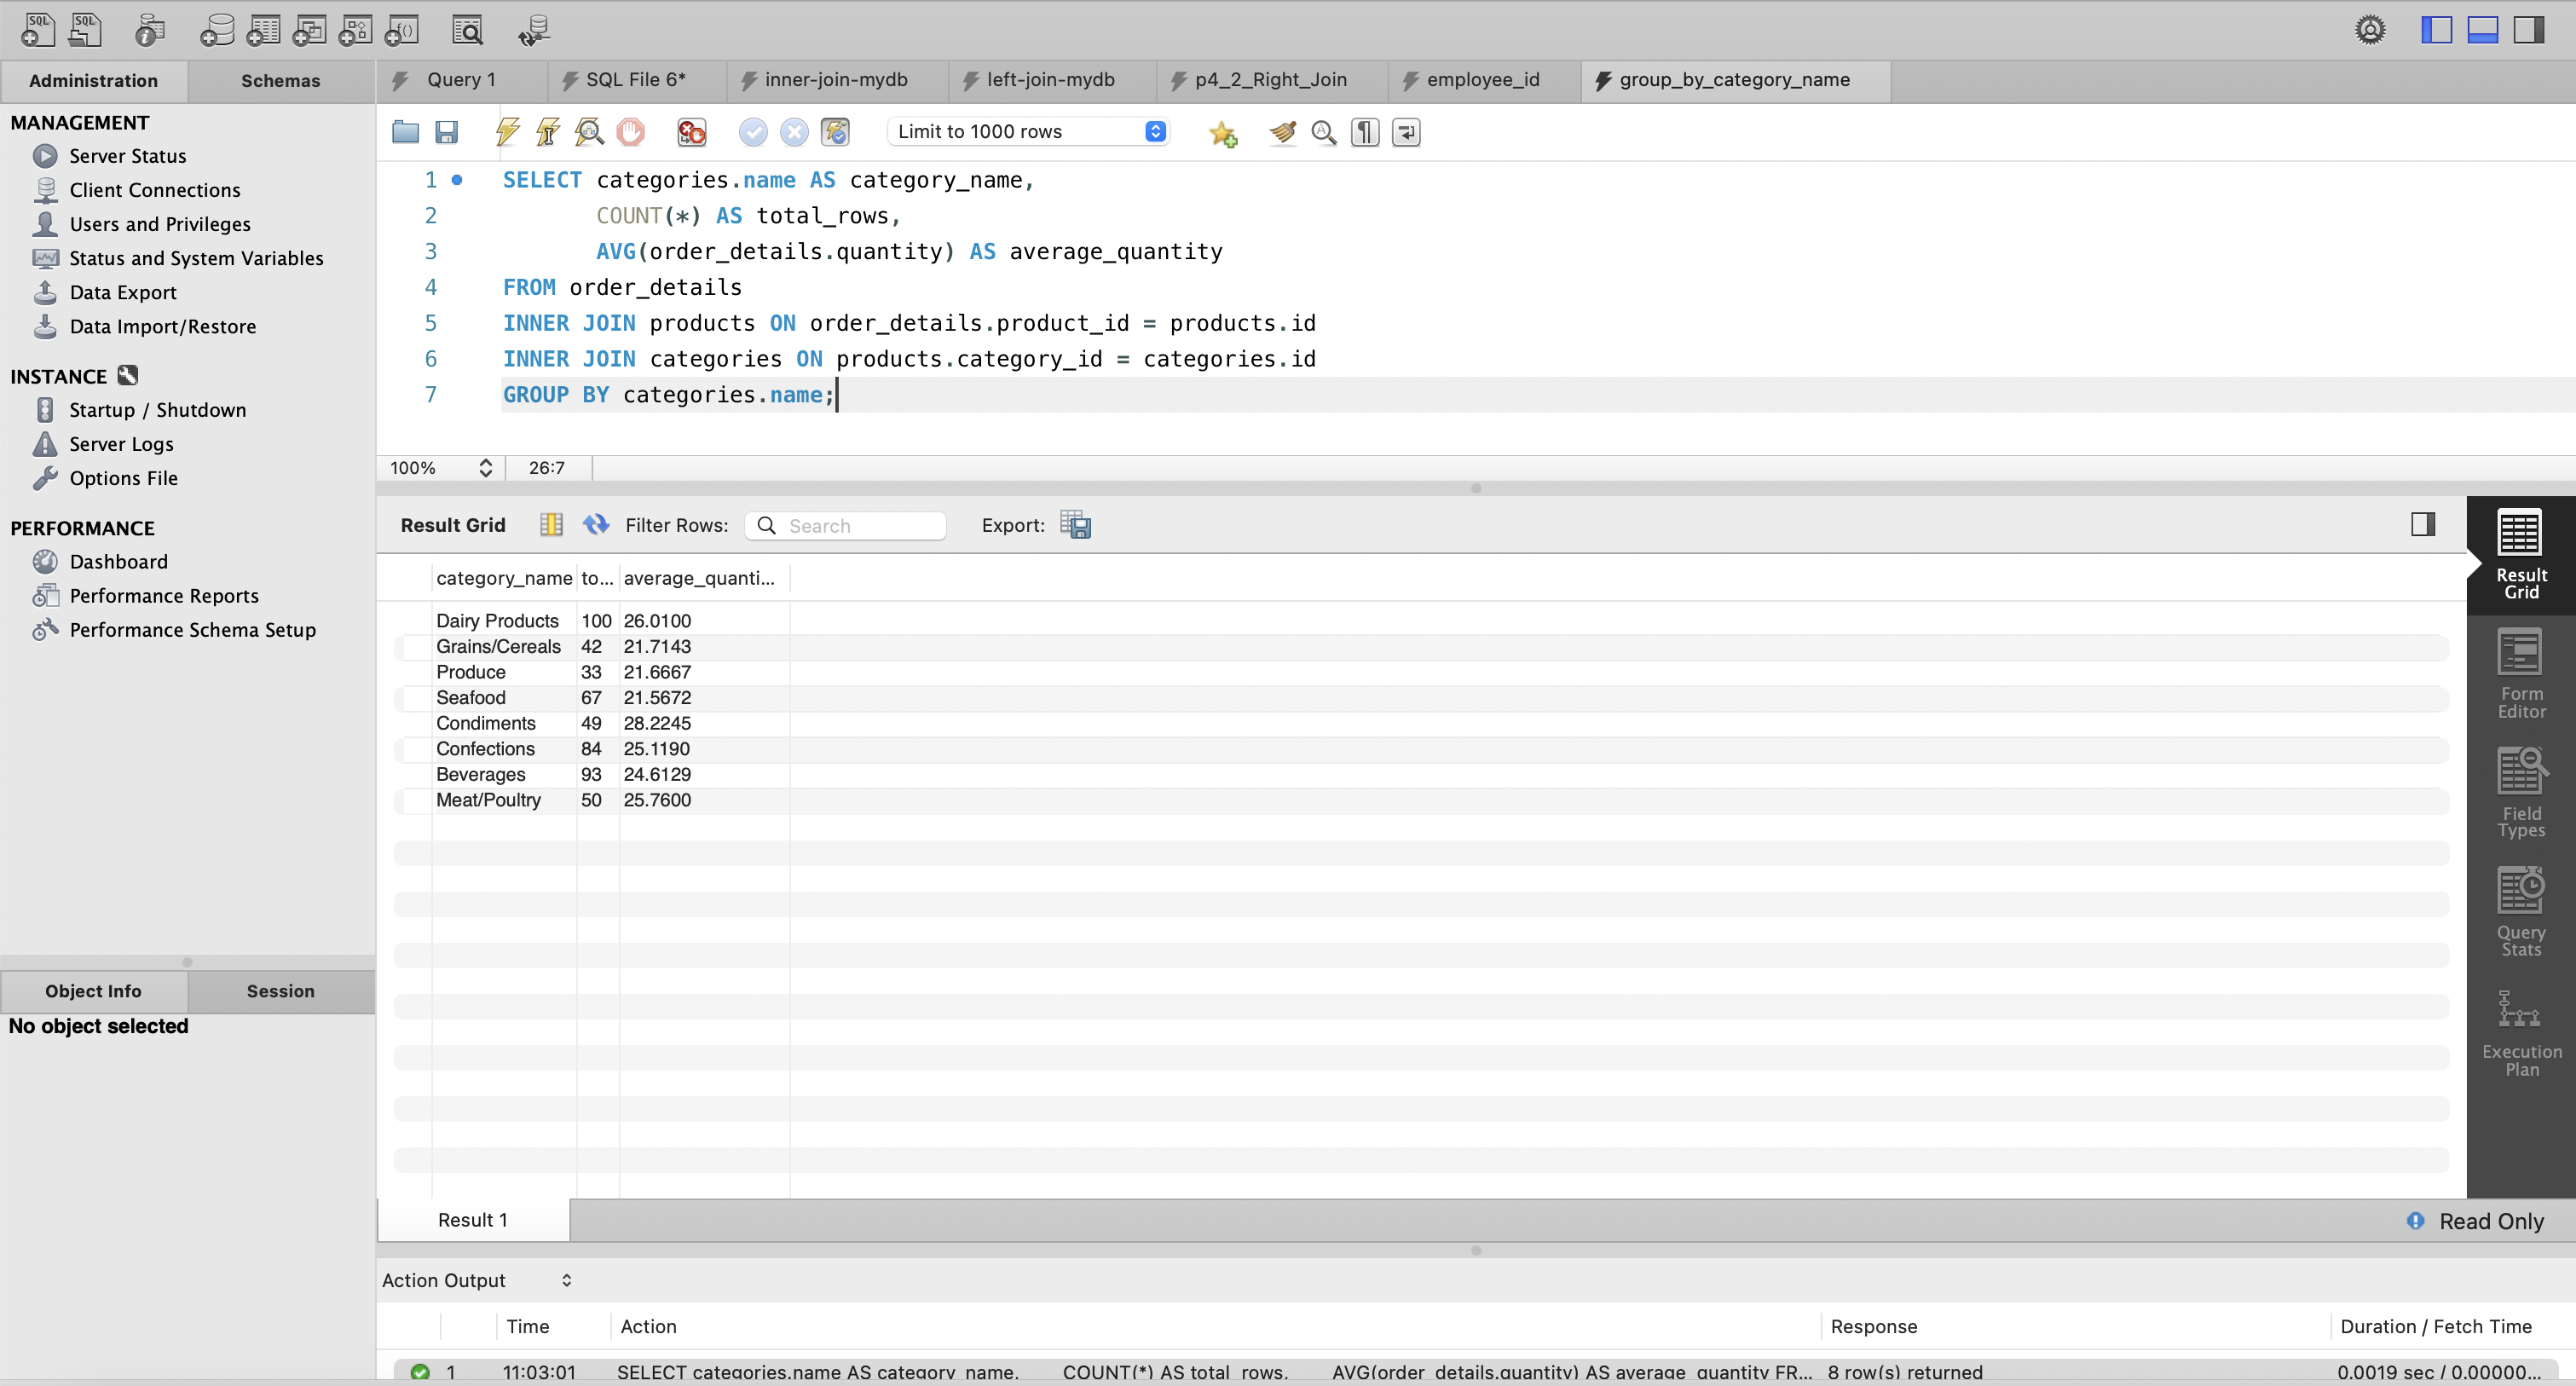 SQL SQL
Administration Schemas Query 1 SQL File 6* inner-join-mydb left-join-mydb p4_2_Right_Join employee_id group_by_category_name
MANAGEMENT
Server Status
Client Connections
Users and Privileges
Status and System Variables
Data Export
Data Import/Restore
INSTANCE
Startup / Shutdown
Server Logs
Options File
PERFORMANCE
Dashboard
Performance Reports
Performance Schema Setup
Object Info Session
No object selected
Limit to 1000 rows
1 SELECT categories.name AS category_name,
2 COUNT(*) AS total_rows,
3 AVG(order_details.quantity) AS average_quantity
4 FROM order_details
5 INNER JOIN products ON order_details.product_id = products.id
6 INNER JOIN categories ON products.category_id = categories.id
7 GROUP BY categories.name;
100% 26:7
Result Grid Filter Rows: Search Export:
category_name to... average_quanti...
Dairy Products 100 26.0100
Grains/Cereals 42 21.7143
Produce 33 21.6667
Seafood 67 21.5672
Condiments 49 28.2245
Confections 84 25.1190
Beverages 93 24.6129
Meat/Poultry 50 25.7600
Result
Grid
Form
Editor
Field
Types
Query
Stats
Execution
Plan
Result 1 Read Only
Action Output
Time Action Response Duration / Fetch Time
1 11:03:01 SELECT categories.name AS category_name, COUNT(*) AS total_rows, AVG(order_details.quantity) AS average_quantity FR... 8 row(s) returned 0.0019 sec / 0.00000...